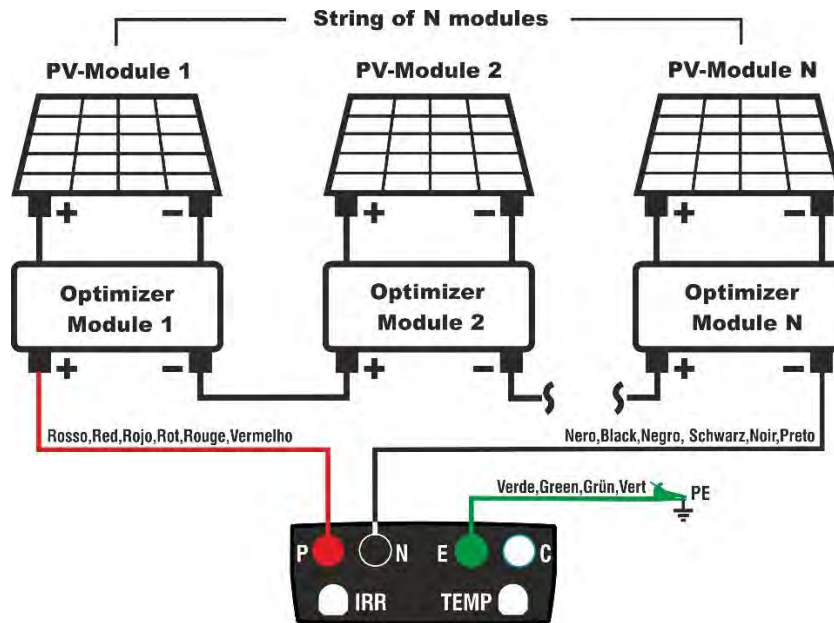 String of N modules
PV-Module 1
PV-Module 2
PV-Module N
+ −
+ −
+ −
Optimizer
Module 1
Optimizer
Module 2
Optimizer
Module N
+ −
+ −
+ −
Rosso,Red,Rojo,Rot,Rouge,Vermelho
Nero,Black,Negro, Schwarz,Noir,Preto
Verde,Green,Grün,Vert
PE
P N E C
IRR TEMP